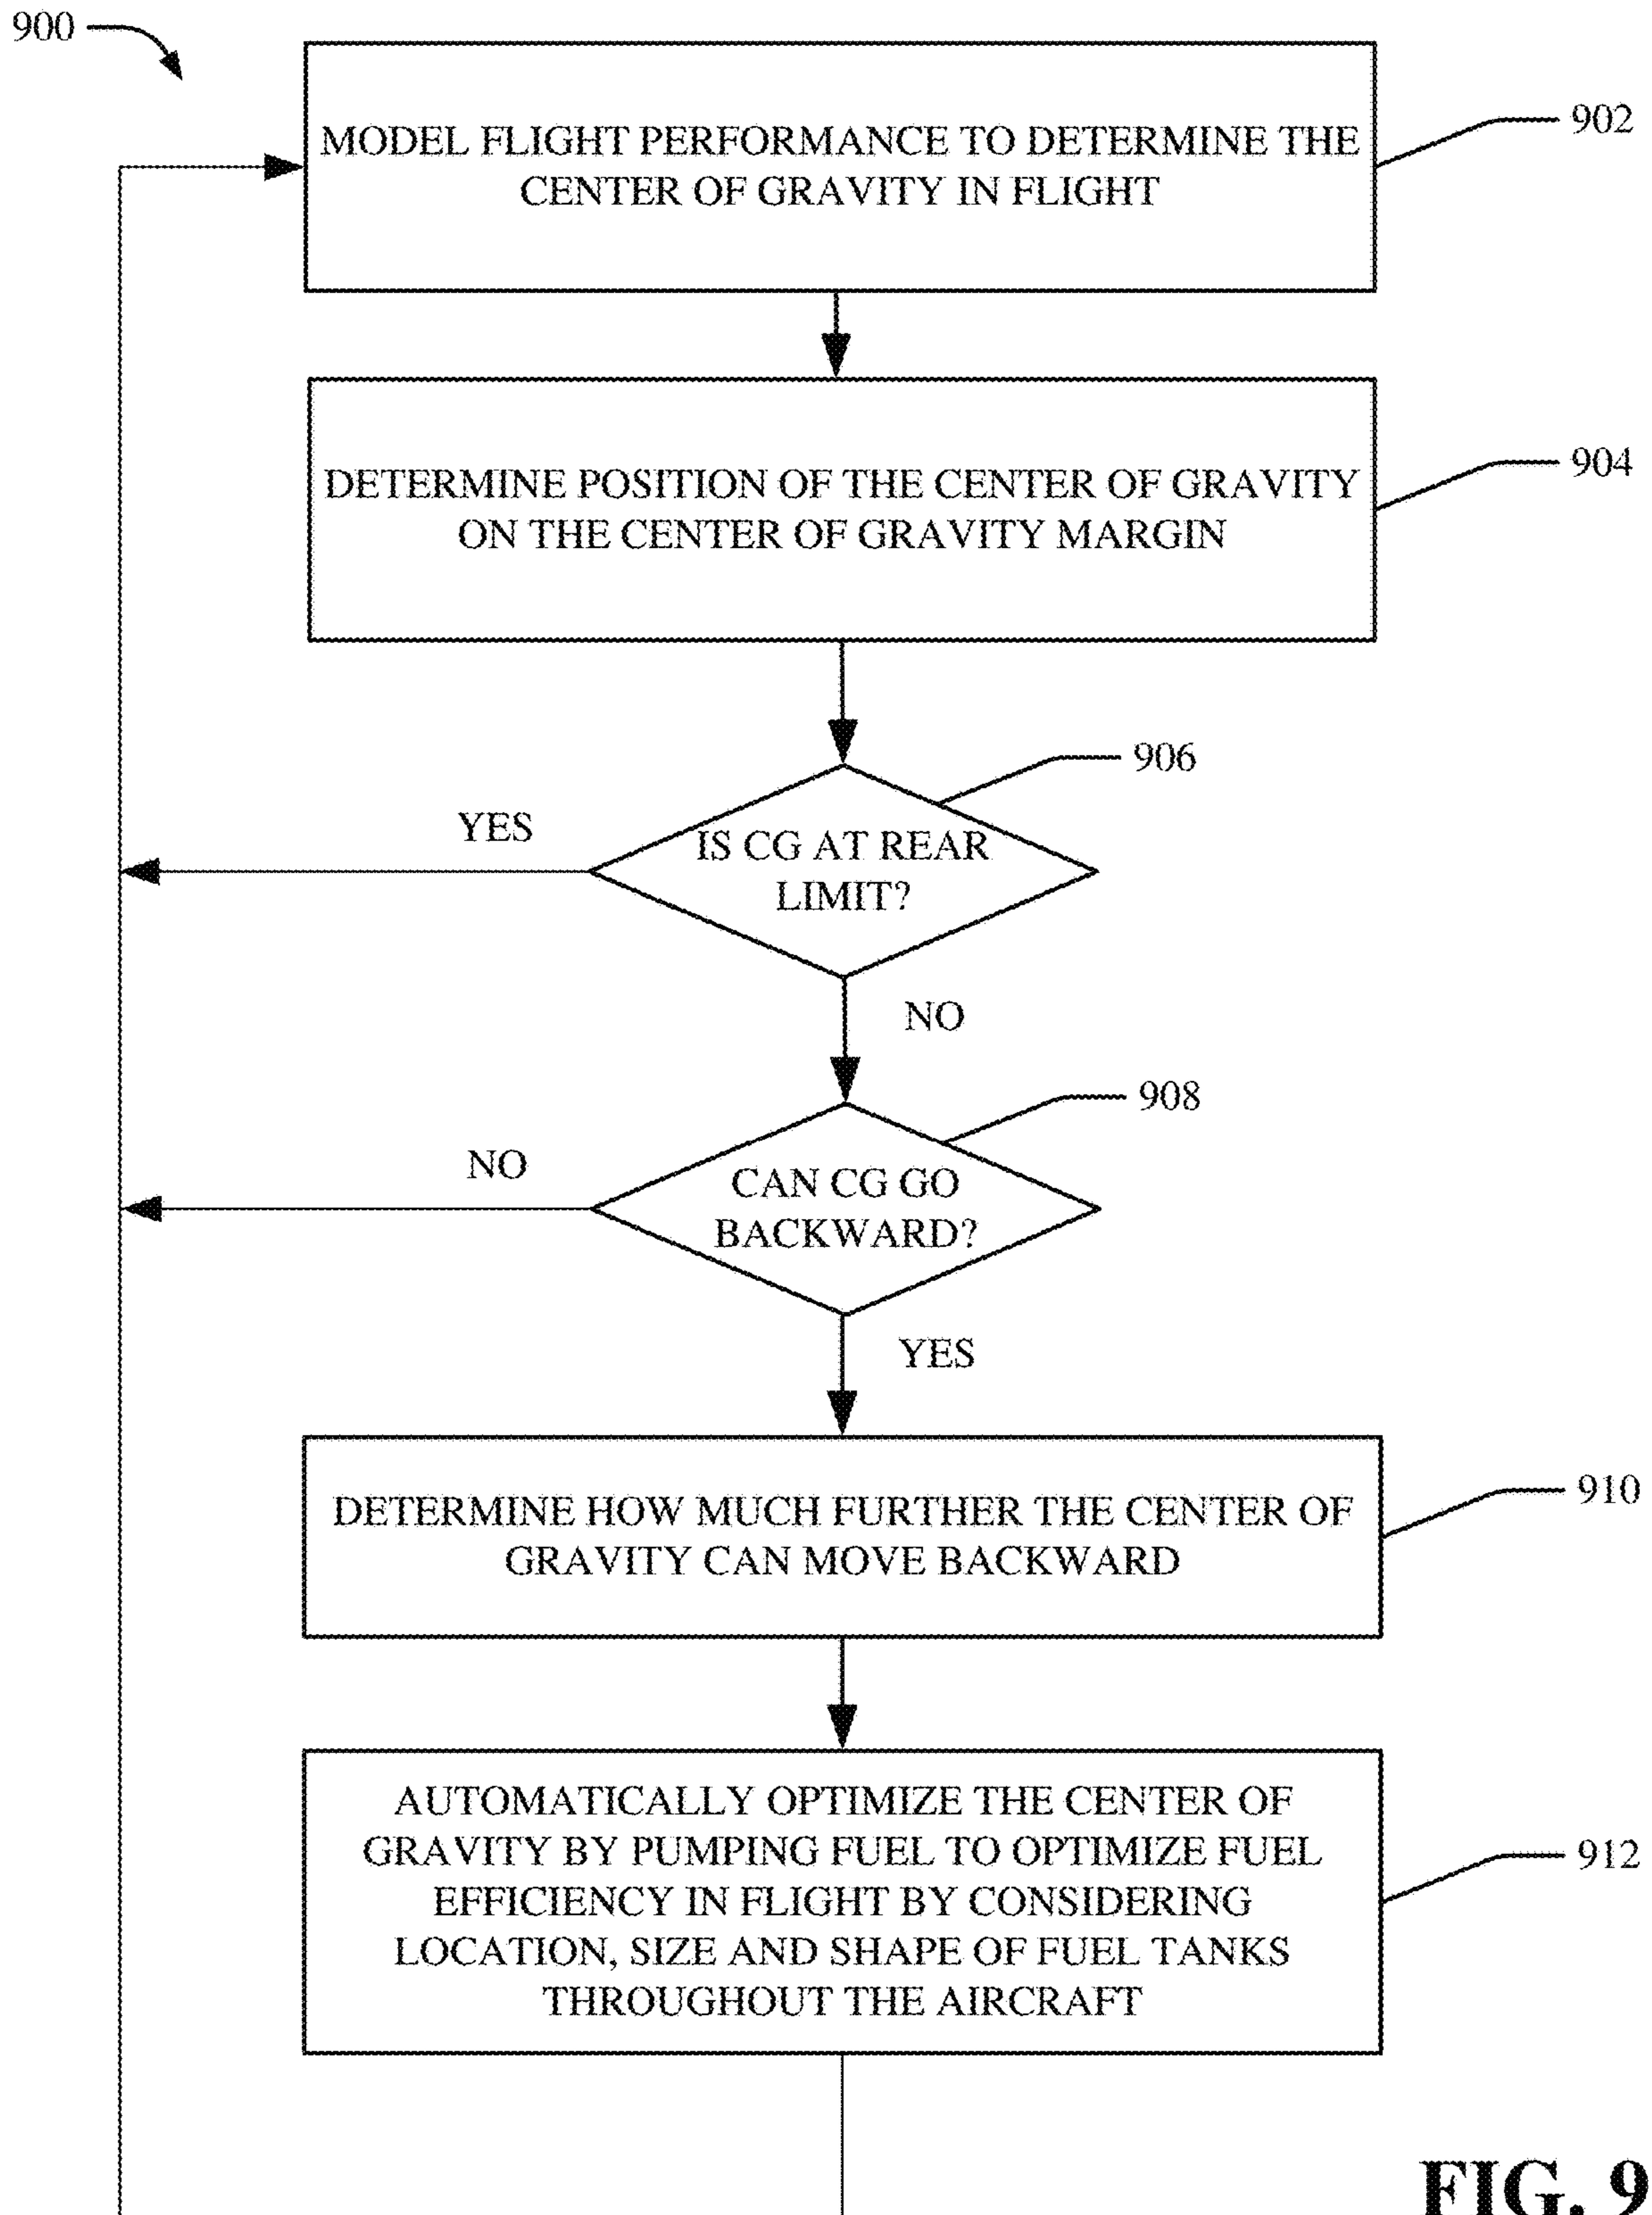 900
MODEL FLIGHT PERFORMANCE TO DETERMINE THE
CENTER OF GRAVITY IN FLIGHT
902
DETERMINE POSITION OF THE CENTER OF GRAVITY
ON THE CENTER OF GRAVITY MARGIN
904
906
YES
IS CG AT REAR
LIMIT?
NO
908
NO
CAN CG GO
BACKWARD?
YES
DETERMINE HOW MUCH FURTHER THE CENTER OF
GRAVITY CAN MOVE BACKWARD
910
AUTOMATICALLY OPTIMIZE THE CENTER OF
GRAVITY BY PUMPING FUEL TO OPTIMIZE FUEL
EFFICIENCY IN FLIGHT BY CONSIDERING
LOCATION, SIZE AND SHAPE OF FUEL TANKS
THROUGHOUT THE AIRCRAFT
912
FIG. 9